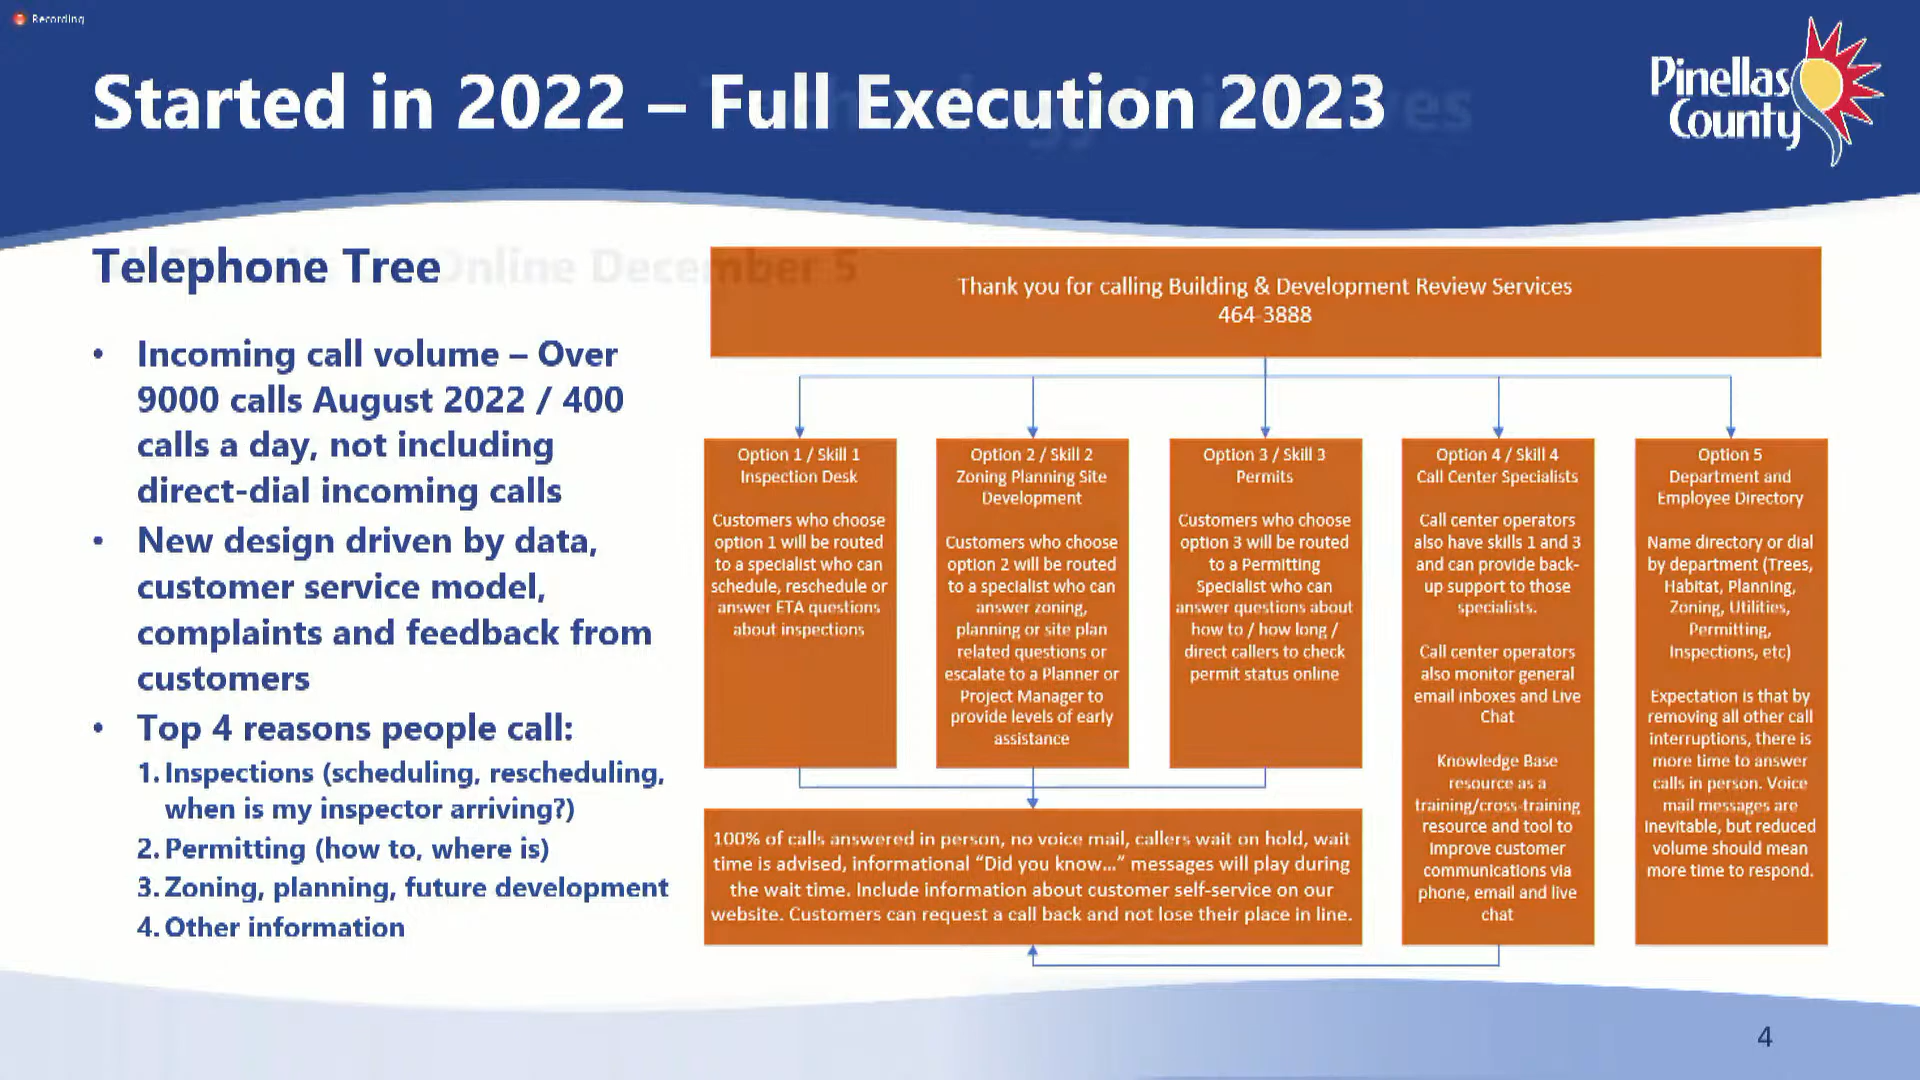 Recording
Started in 2022 – Full Execution 2023
Pinellas
County
Telephone Tree
• Incoming call volume – Over
9000 calls August 2022 / 400
calls a day, not including
direct-dial incoming calls
• New design driven by data,
customer service model,
complaints and feedback from
customers
• Top 4 reasons people call:
1. Inspections (scheduling, rescheduling,
when is my inspector arriving?)
2. Permitting (how to, where is)
3. Zoning, planning, future development
4. Other information
Thank you for calling Building & Development Review Services
464-3888
Option 1 / Skill 1
Inspection Desk
Customers who choose
option 1 will be routed
to a specialist who can
schedule, reschedule or
answer ETA questions
about inspections
Option 2 / Skill 2
Zoning Planning Site
Development
Customers who choose
option 2 will be routed
to a specialist who can
answer zoning,
planning or site plan
related questions or
escalate to a Planner or
Project Manager to
provide levels of early
assistance
Option 3 / Skill 3
Permits
Customers who choose
option 3 will be routed
to a Permitting
Specialist who can
answer questions about
how to / how long /
direct callers to check
permit status online
Option 4 / Skill 4
Call Center Specialists
Call center operators
also have skills 1 and 3
and can provide back-
up support to those
specialists.
Call center operators
also monitor general
email inboxes and Live
Chat
Knowledge Base
resource as a
training/cross-training
resource and tool to
improve customer
communications via
phone, email and live
chat
Option 5
Department and
Employee Directory
Name directory or dial
by department (Trees,
Habitat, Planning,
Zoning, Utilities,
Permitting,
Inspections, etc)
Expectation is that by
removing all other call
interruptions, there is
more time to answer
calls in person. Voice
mail messages are
inevitable, but reduced
volume should mean
more time to respond.
100% of calls answered in person, no voice mail, callers wait on hold, wait
time is advised, informational “Did you know...” messages will play during
the wait time. Include information about customer self-service on our
website. Customers can request a call back and not lose their place in line.
4